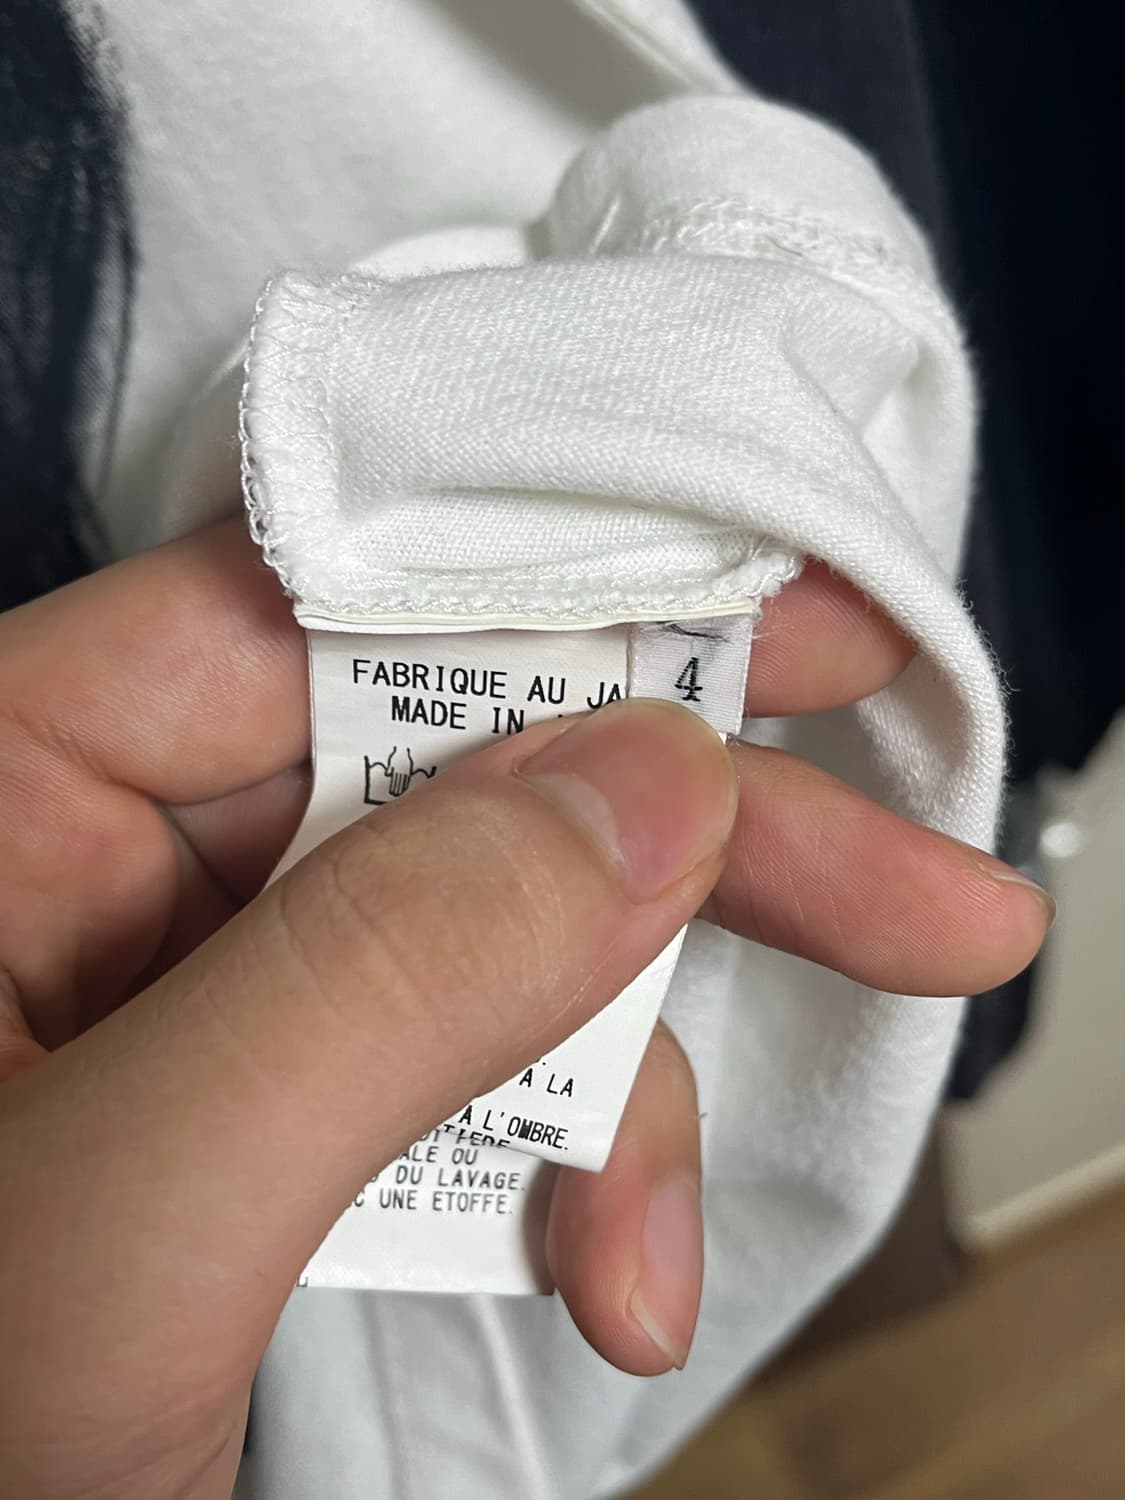 FABRIQUE AU JA
MADE IN
4
À LA
À L'OMBRE.
ALE OU
DU LAVAGE.
UNE ETOFFE.